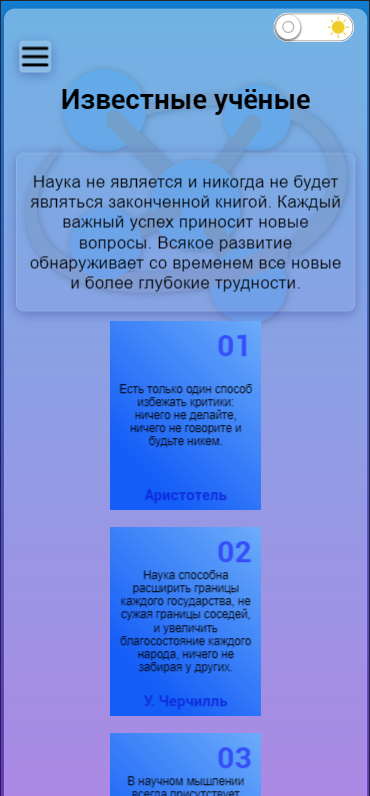 Известные учёные
Наука не является и никогда не будет
являться законченной книгой. Каждый
важный успех приносит новые
вопросы. Всякое развитие
обнаруживает со временем все новые
и более глубокие трудности.
01
Есть только один способ
избежать критики:
ничего не делайте,
ничего не говорите и
будьте никем.
Аристотель
02
Наука способна
расширить границы
каждого государства, не
сужая границы соседей,
и увеличить
благосостояние каждого
народа, ничего не
забирая у других.
У. Черчилль
03
В научном мышлении
всегда присутствует